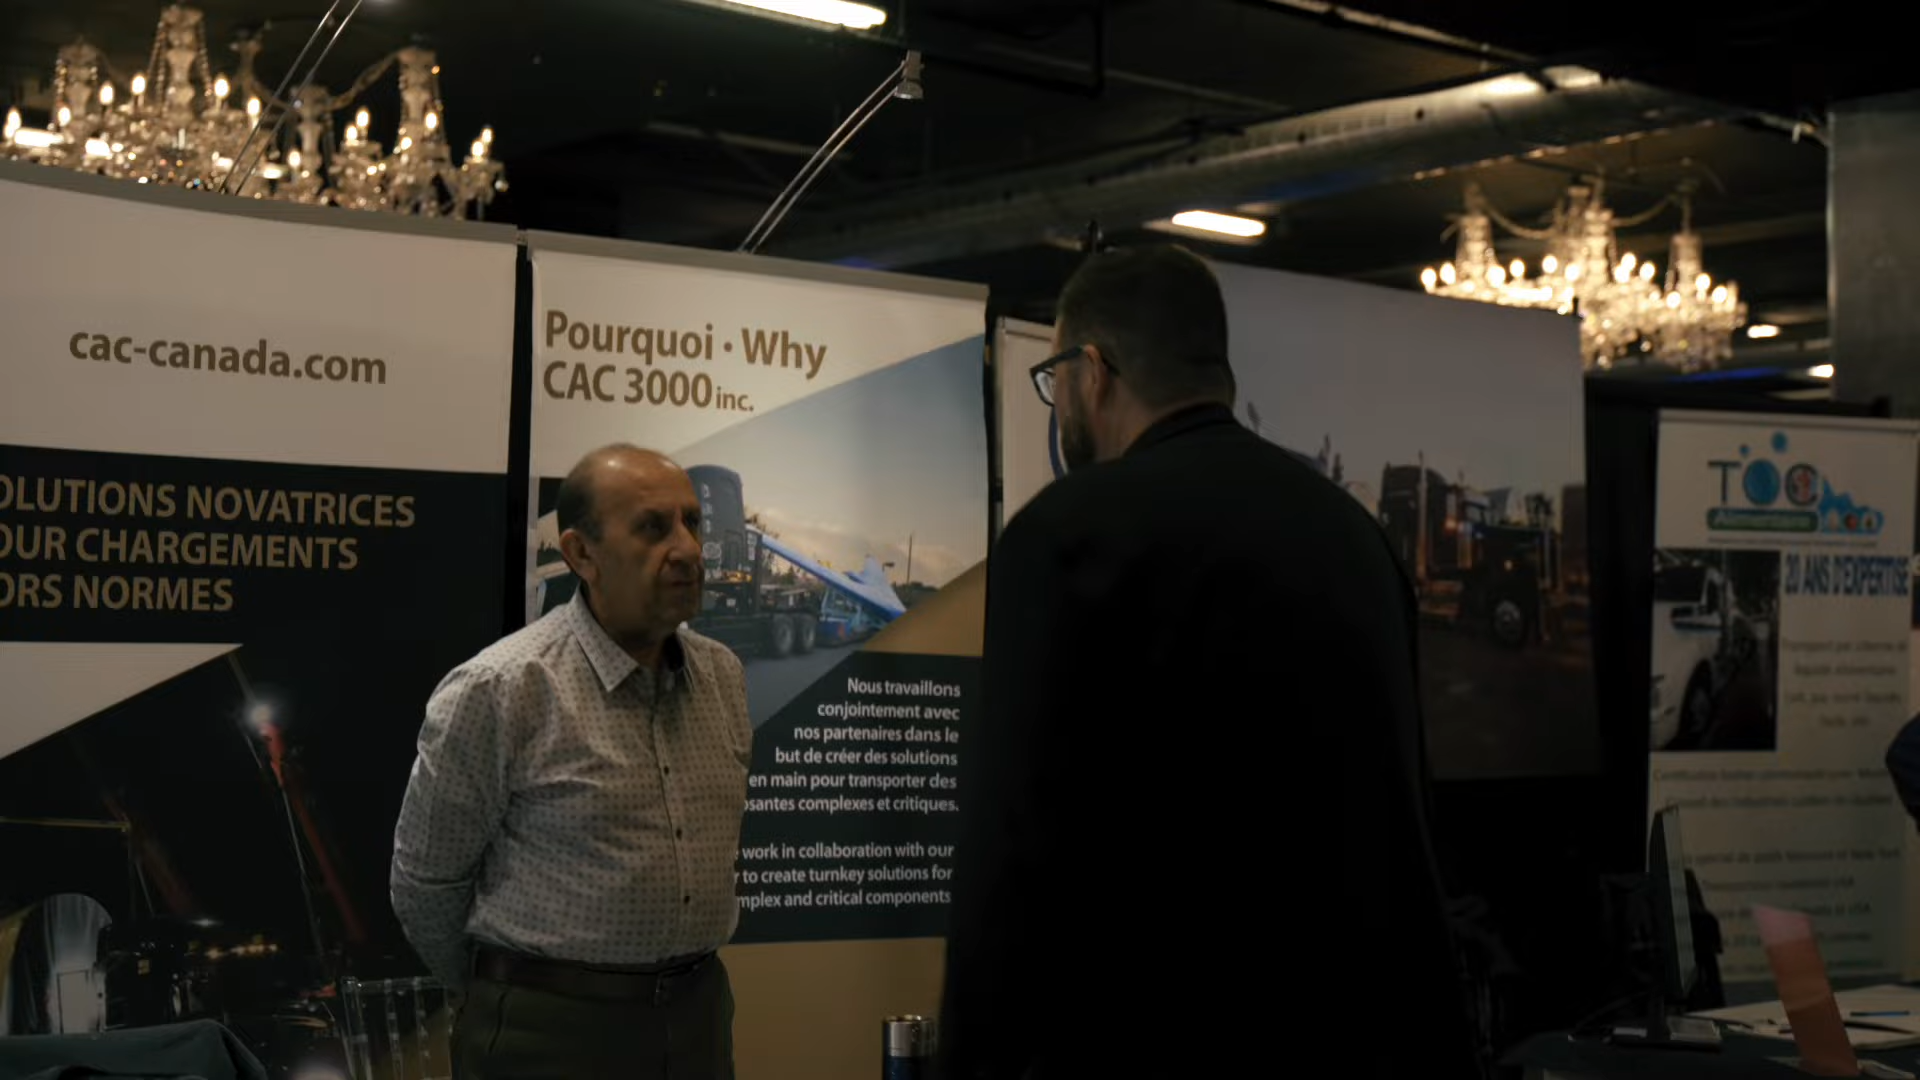 cac-canada.com
OLUTIONS NOVATRICES
OUR CHARGEMENTS
ORS NORMES
Pourquoi · Why
CAC 3000 inc.
Nous travaillons
conjointement avec
nos partenaires dans le
but de créer des solutions
en main pour transporter des
osantes complexes et critiques.
work in collaboration with our
r to create turnkey solutions for
mplex and critical components
TOC
Alimentaire
20 ANS D'EXPERTISE